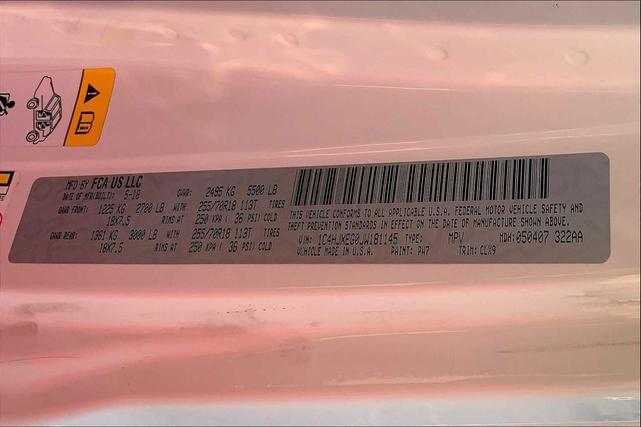 MFD BY FCA US LLC
DATE OF MFR(BUILT): 5-18 GVWR: 2495 KG 5500 LB
GAWR FRONT: 1225 KG 2700 LB WITH 255/70R18 113T TIRES
18X7.5 RIMS AT 250 KPA ( 36 PSI) COLD
GAWR REAR: 1361 KG 3000 LB WITH 255/70R18 113T TIRES
18X7.5 RIMS AT 250 KPA ( 36 PSI) COLD
THIS VEHICLE CONFORMS TO ALL APPLICABLE U.S.A. FEDERAL MOTOR VEHICLE SAFETY AND
THEFT PREVENTION STANDARDS IN EFFECT ON THE DATE OF MANUFACTURE SHOWN ABOVE.
VIN: 1C4HJXEG0JW181145 TYPE: MPV MDH:050407 322AA
VEHICLE MADE IN U.S.A. PAINT: PW7 TRIM: CLX9